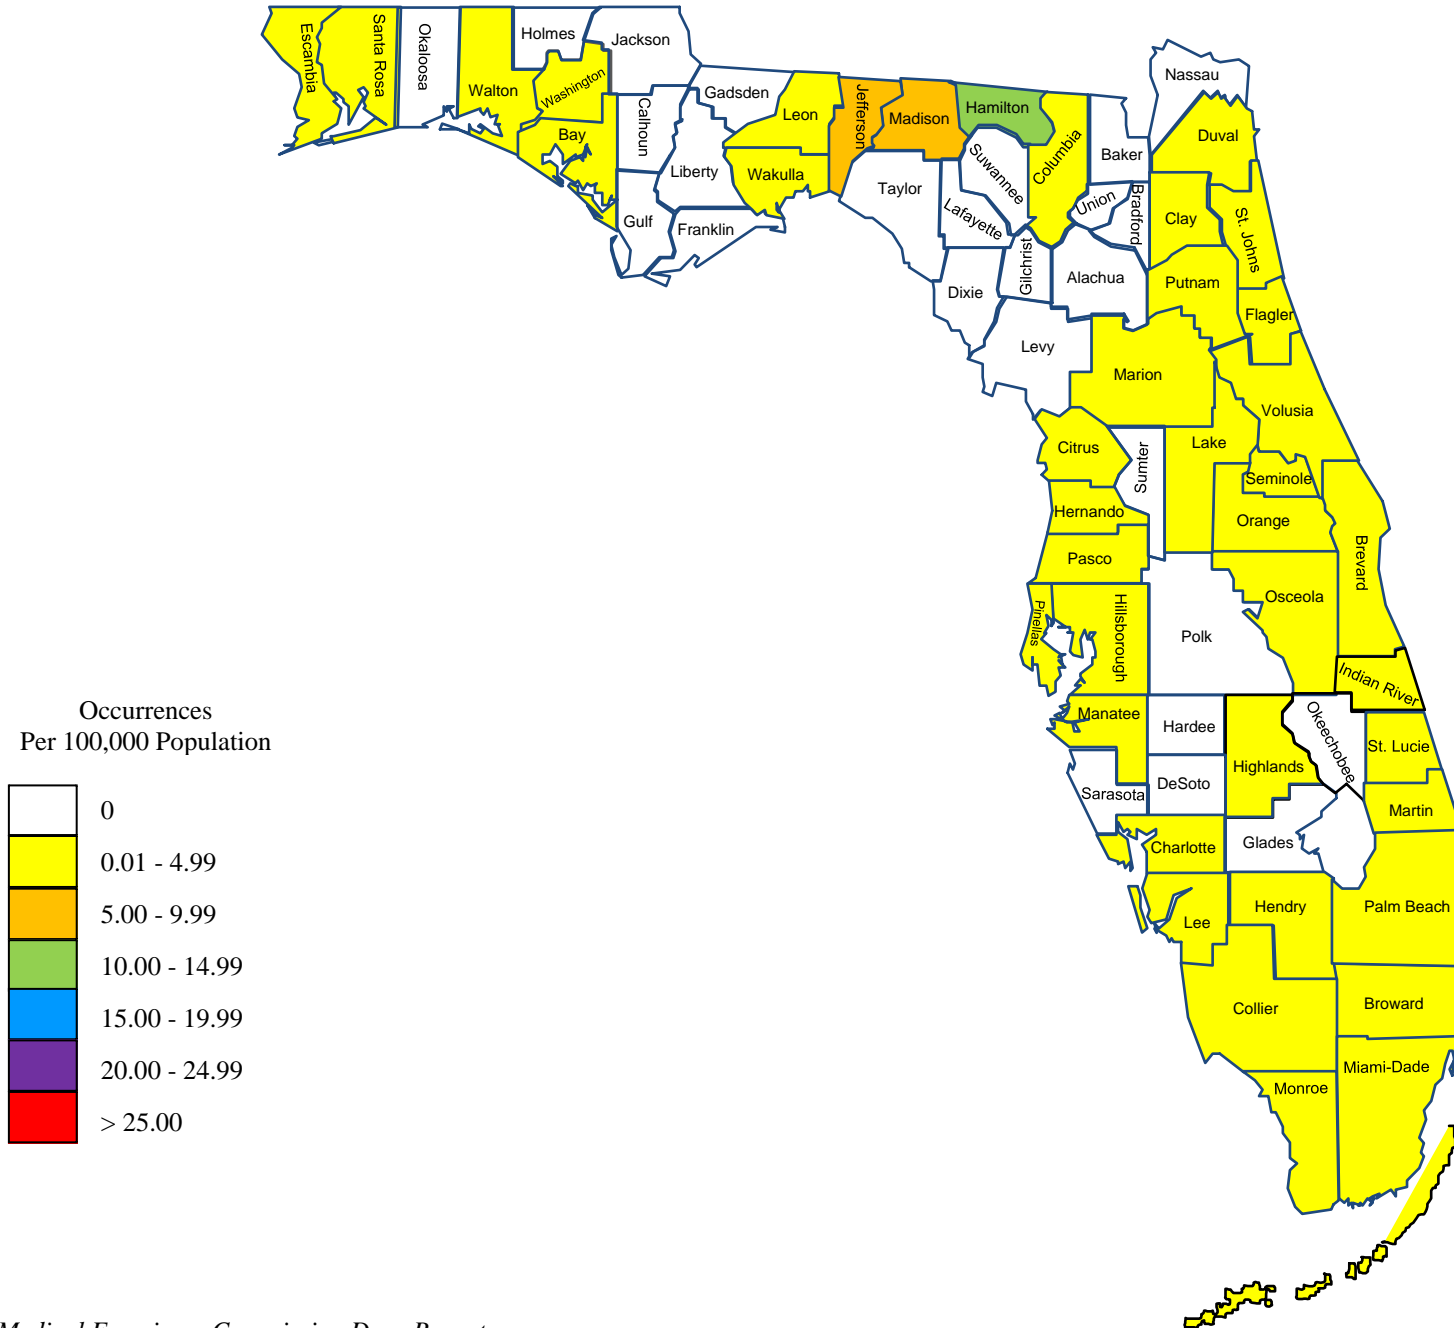 Escambia
Santa Rosa
Okaloosa
Walton
Holmes
Washington
Jackson
Bay
Calhoun
Gadsden
Liberty
Gulf
Franklin
Leon
Wakulla
Jefferson
Madison
Hamilton
Taylor
Suwannee
Lafayette
Columbia
Dixie
Gilchrist
Baker
Union
Bradford
Alachua
Levy
Nassau
Duval
Clay
St. Johns
Putnam
Flagler
Marion
Volusia
Citrus
Sumter
Lake
Seminole
Hernando
Orange
Pasco
Brevard
Osceola
Pinellas
Hillsborough
Polk
Indian River
Manatee
Hardee
Okeechobee
St. Lucie
Highlands
Sarasota
DeSoto
Martin
Charlotte
Glades
Lee
Hendry
Palm Beach
Collier
Broward
Miami-Dade
Monroe
Occurrences
Per 100,000 Population
0
0.01 - 4.99
5.00 - 9.99
10.00 - 14.99
15.00 - 19.99
20.00 - 24.99
> 25.00